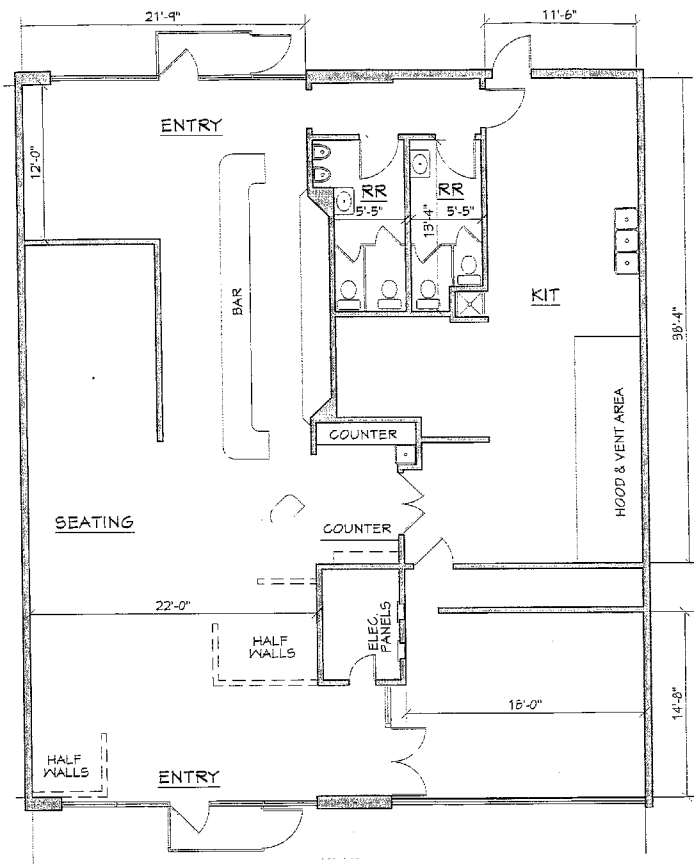 21'-9"
11'-6"
ENTRY
12'-0"
RR
RR
5'-5"
5'-5"
13'-4"
KIT
BAR
38'-4"
HOOD & VENT AREA
COUNTER
SEATING
COUNTER
22'-0"
ELEC.
PANELS
HALF
WALLS
18'-0"
14'-8"
HALF
WALLS
ENTRY